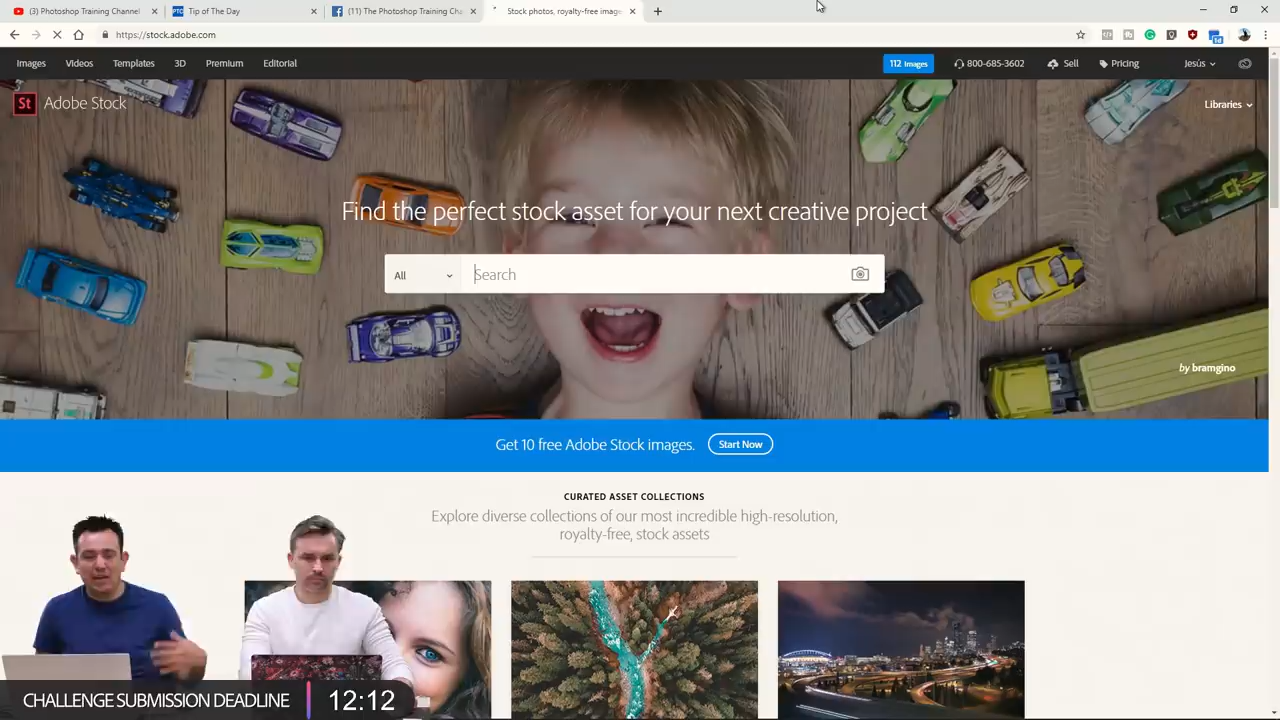 (3) Photoshop Training Channel
Tip of The Day
(11) The Photoshop Training Cha
Stock photos, royalty-free image
https://stock.adobe.com
Images Videos Templates 3D Premium Editorial
112 Images 800-685-3602 Sell Pricing Jesús
St Adobe Stock
Libraries
Find the perfect stock asset for your next creative project
All Search
by bramgino
Get 10 free Adobe Stock images. Start Now
CURATED ASSET COLLECTIONS
Explore diverse collections of our most incredible high-resolution,
royalty-free, stock assets
CHALLENGE SUBMISSION DEADLINE 12:12